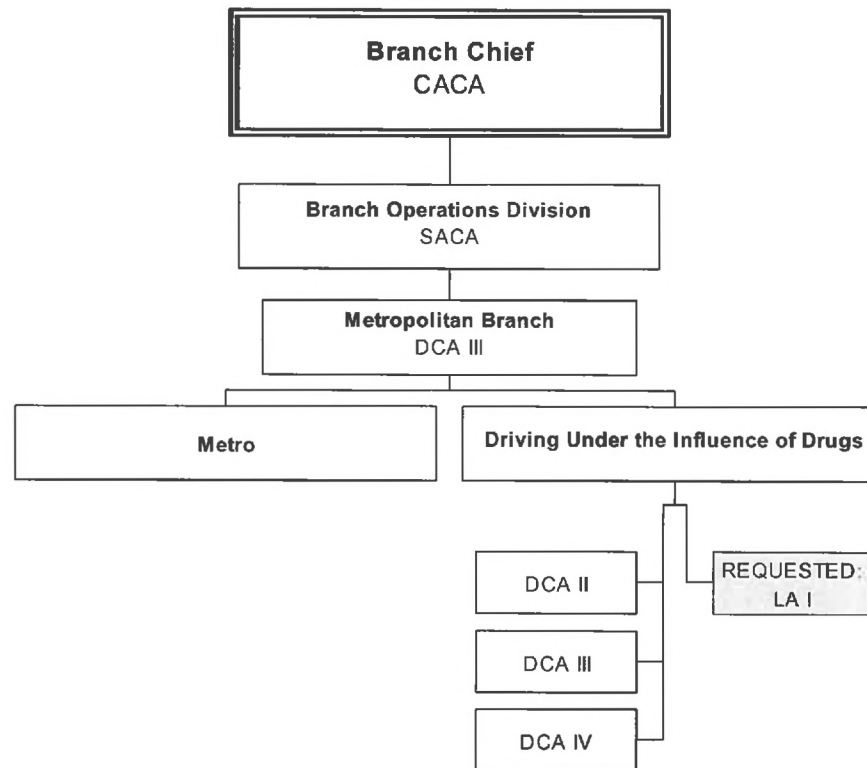 Branch Chief
CACA
Branch Operations Division
SACA
Metropolitan Branch
DCA III
Metro
Driving Under the Influence of Drugs
DCA II
REQUESTED:
LA I
DCA III
DCA IV